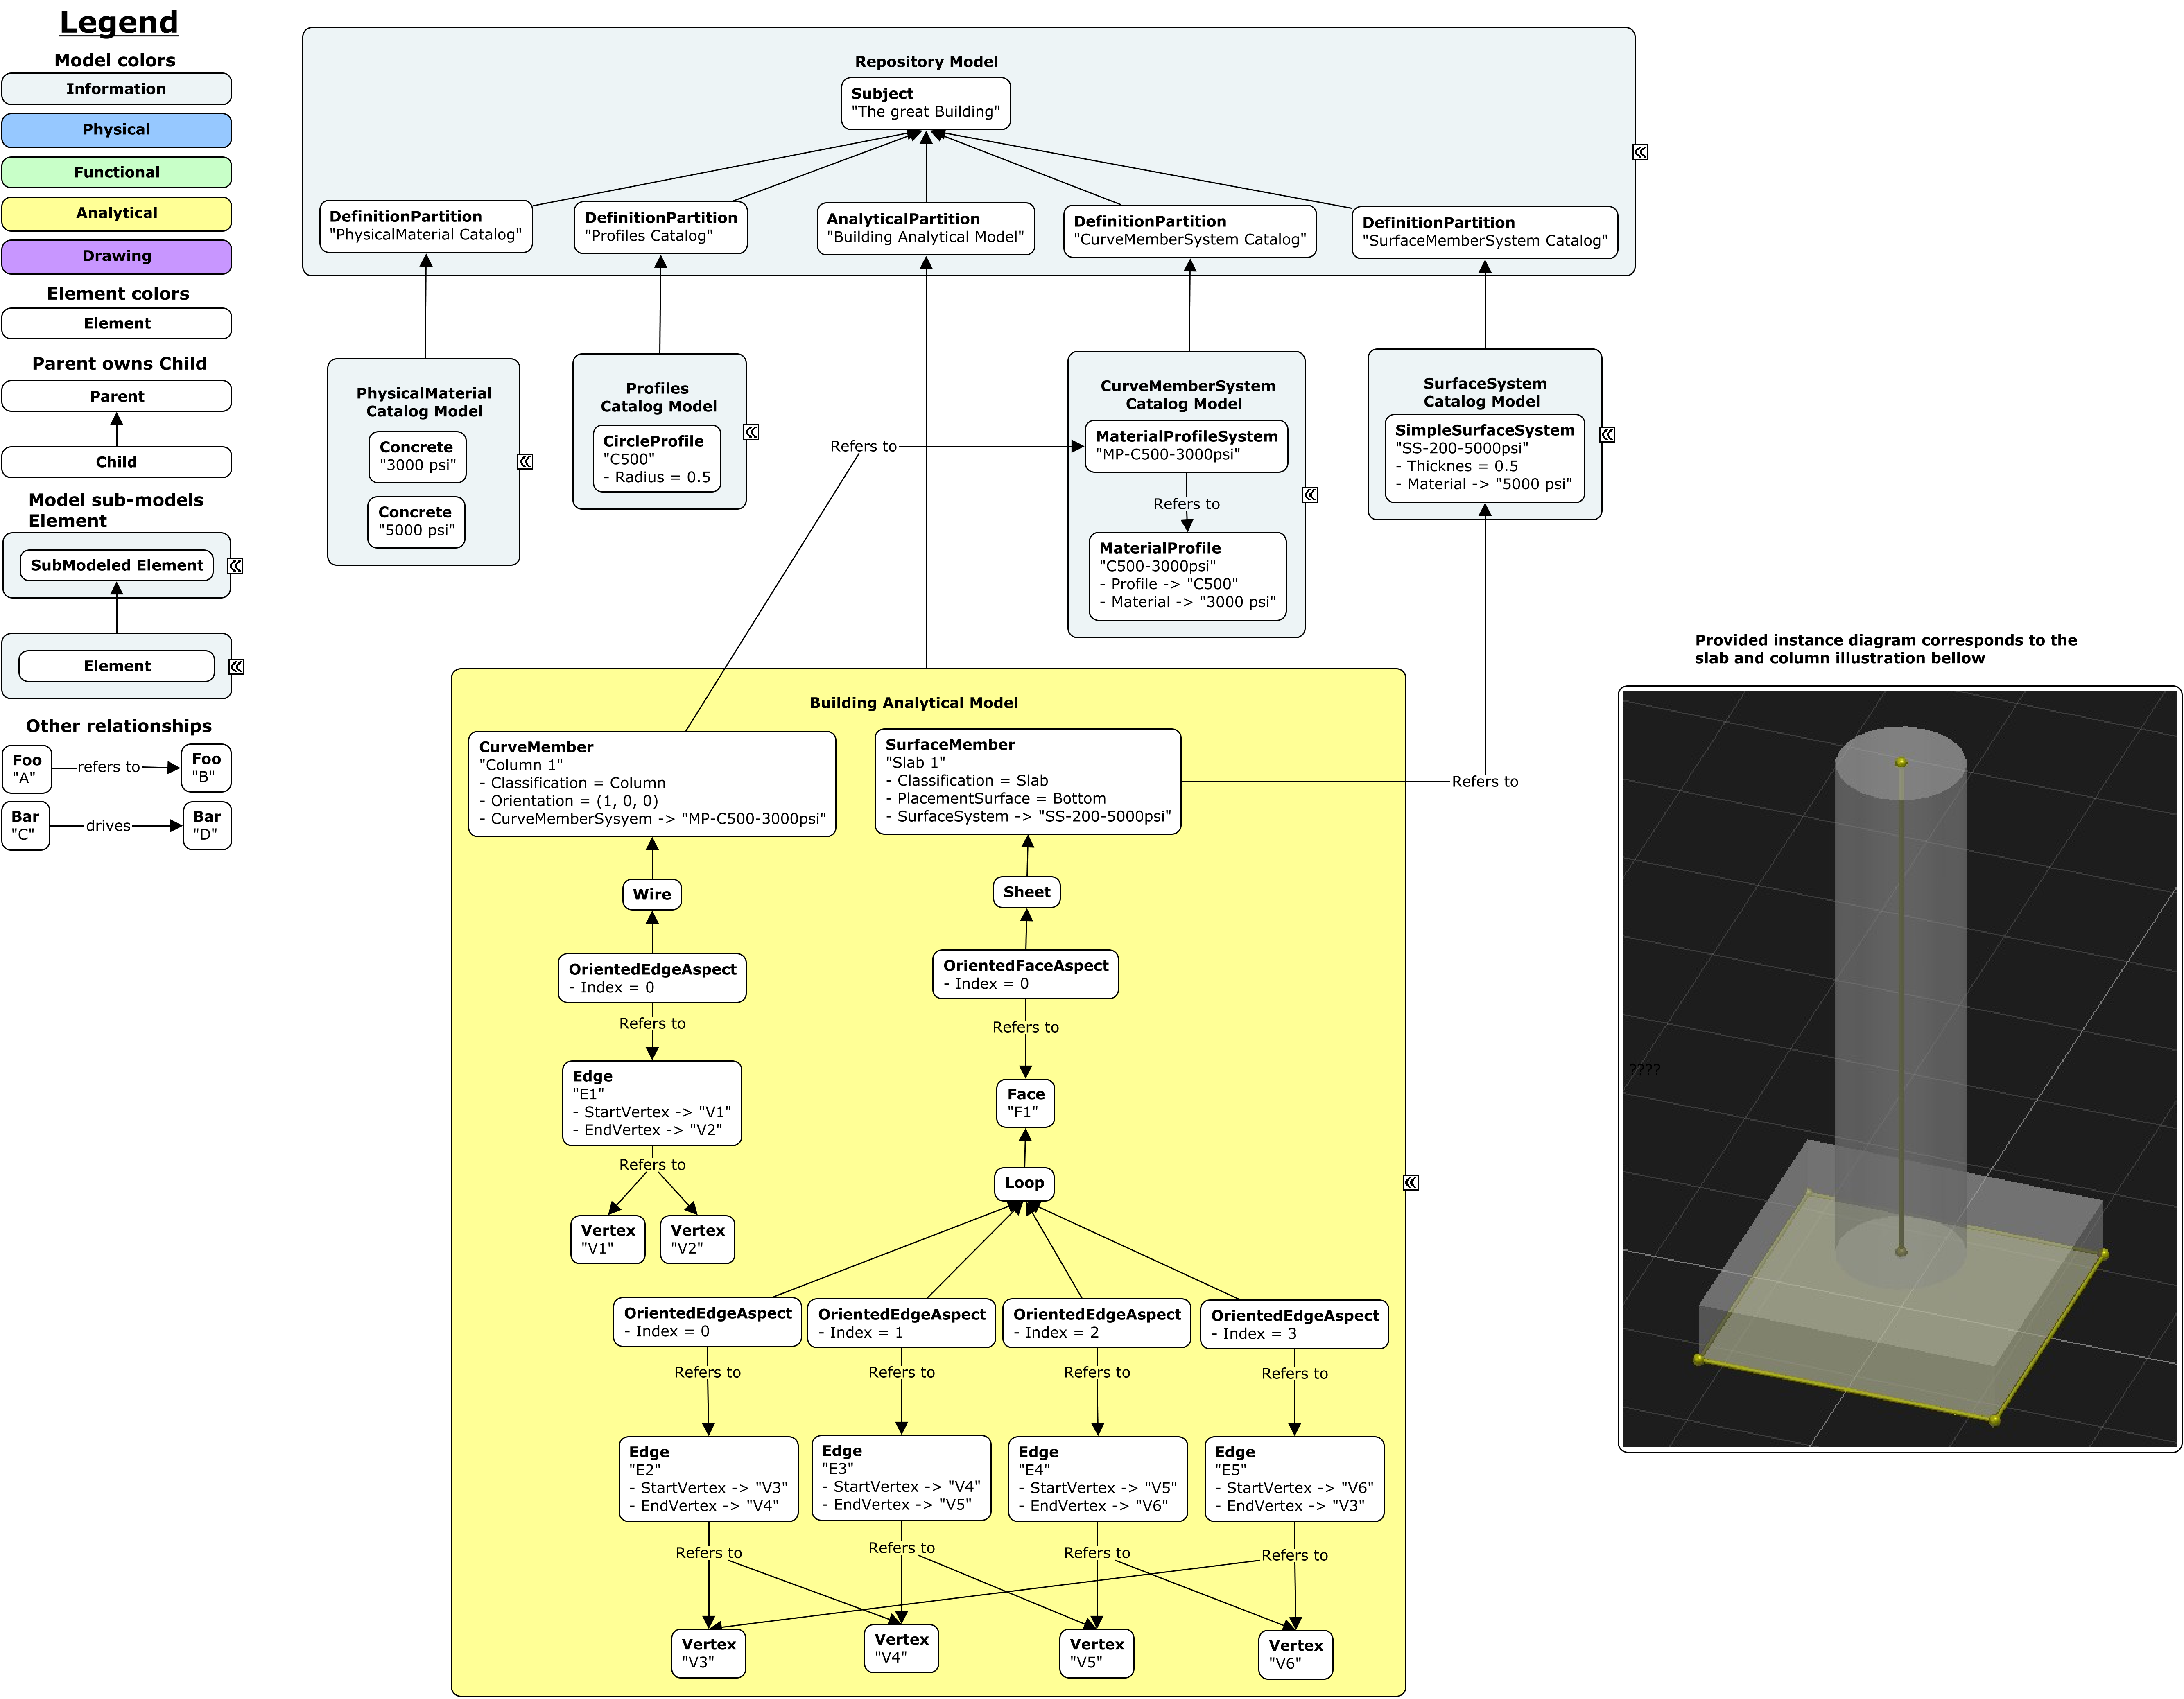 Legend
Model colors
Information
Physical
Functional
Analytical
Drawing
Element colors
Element
Parent owns Child
Parent
Child
Model sub-models
Element
SubModeled Element
Element
Other relationships
Foo
"A"
refers to
Foo
"B"
Bar
"C"
drives
Bar
"D"
Repository Model
Subject
"The great Building"
DefinitionPartition
"PhysicalMaterial Catalog"
DefinitionPartition
"Profiles Catalog"
AnalyticalPartition
"Building Analytical Model"
DefinitionPartition
"CurveMemberSystem Catalog"
DefinitionPartition
"SurfaceMemberSystem Catalog"
PhysicalMaterial
Catalog Model
Concrete
"3000 psi"
Concrete
"5000 psi"
Profiles
Catalog Model
CircleProfile
"C500"
- Radius = 0.5
Refers to
CurveMemberSystem
Catalog Model
MaterialProfileSystem
"MP-C500-3000psi"
Refers to
MaterialProfile
"C500-3000psi"
- Profile -> "C500"
- Material -> "3000 psi"
SurfaceSystem
Catalog Model
SimpleSurfaceSystem
"SS-200-5000psi"
- Thicknes = 0.5
- Material -> "5000 psi"
Building Analytical Model
CurveMember
"Column 1"
- Classification = Column
- Orientation = (1, 0, 0)
- CurveMemberSysyem -> "MP-C500-3000psi"
SurfaceMember
"Slab 1"
- Classification = Slab
- PlacementSurface = Bottom
- SurfaceSystem -> "SS-200-5000psi"
Refers to
Wire
OrientedEdgeAspect
- Index = 0
Refers to
Edge
"E1"
- StartVertex -> "V1"
- EndVertex -> "V2"
Refers to
Vertex
"V1"
Vertex
"V2"
Sheet
OrientedFaceAspect
- Index = 0
Refers to
Face
"F1"
Loop
OrientedEdgeAspect
- Index = 0
OrientedEdgeAspect
- Index = 1
OrientedEdgeAspect
- Index = 2
OrientedEdgeAspect
- Index = 3
Refers to
Refers to
Refers to
Refers to
Edge
"E2"
- StartVertex -> "V3"
- EndVertex -> "V4"
Edge
"E3"
- StartVertex -> "V4"
- EndVertex -> "V5"
Edge
"E4"
- StartVertex -> "V5"
- EndVertex -> "V6"
Edge
"E5"
- StartVertex -> "V6"
- EndVertex -> "V3"
Refers to
Refers to
Refers to
Refers to
Vertex
"V3"
Vertex
"V4"
Vertex
"V5"
Vertex
"V6"
Provided instance diagram corresponds to the
slab and column illustration bellow
????